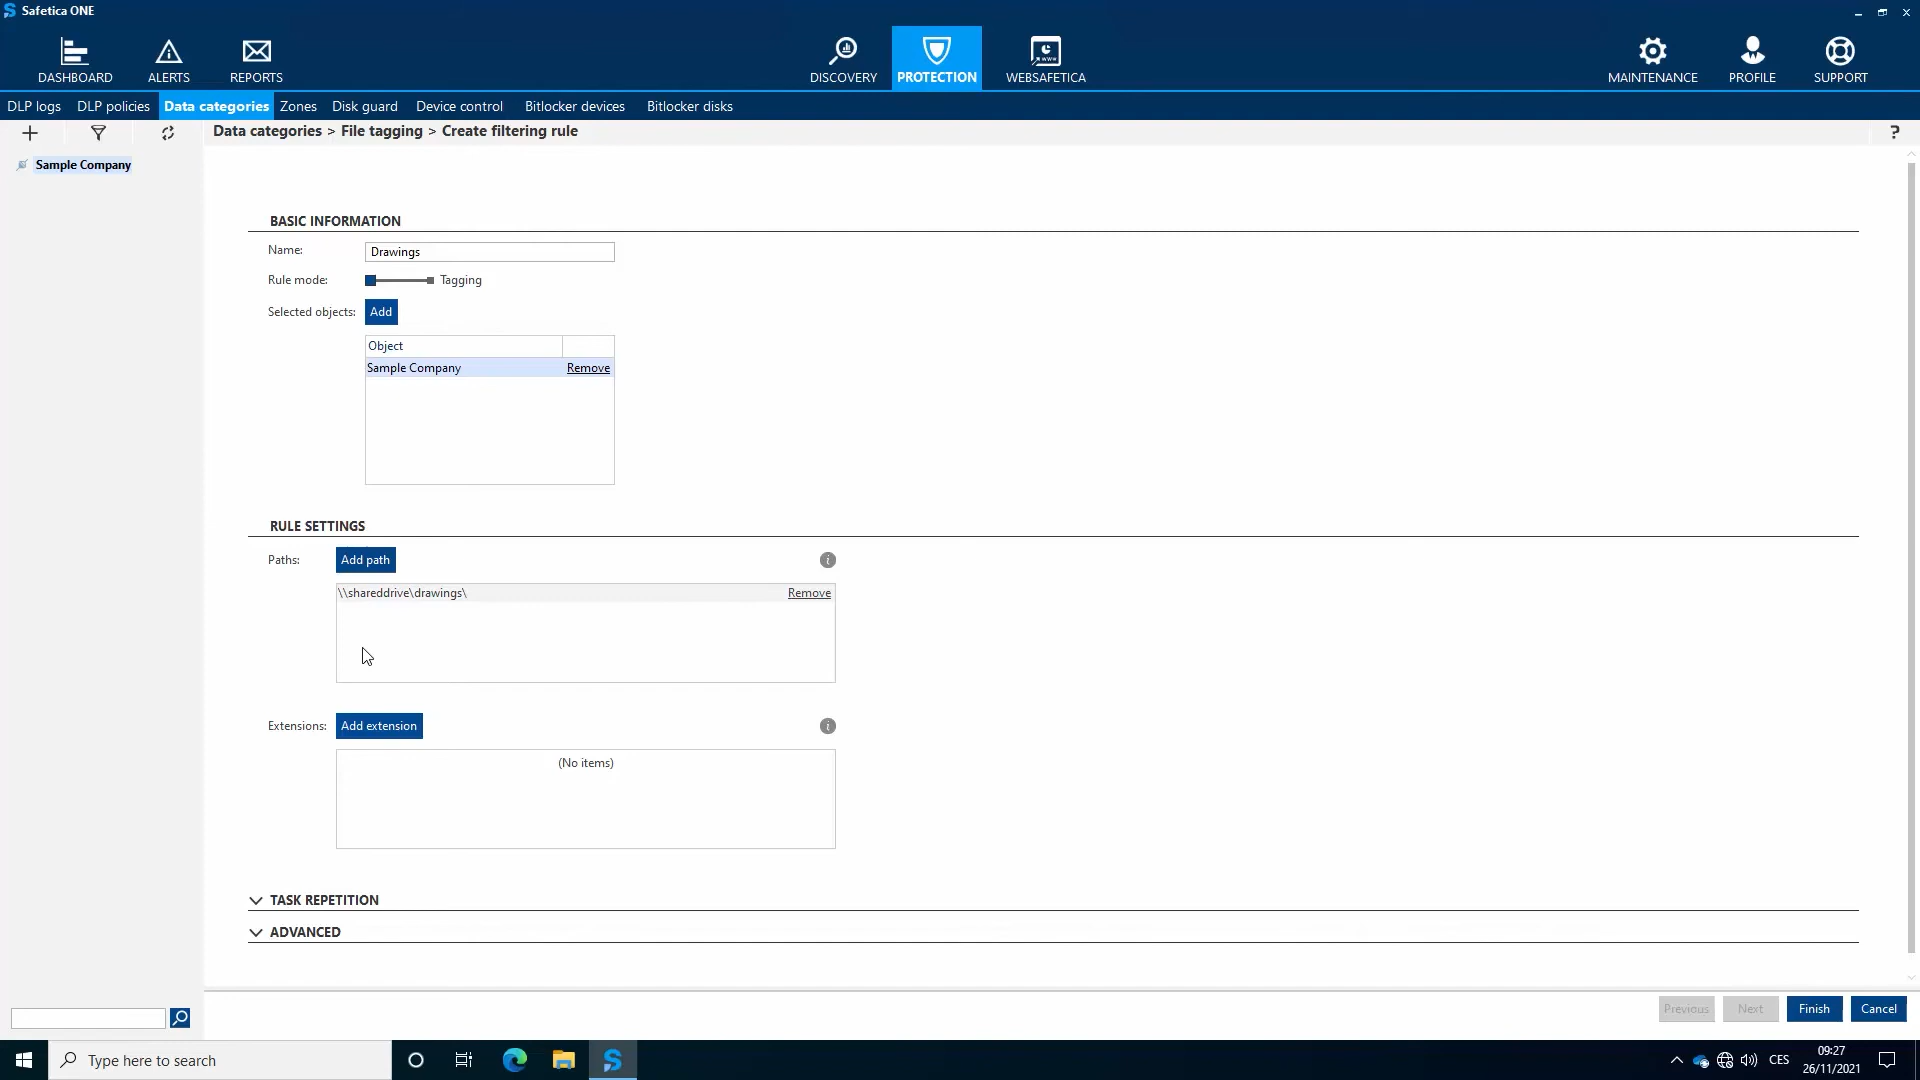 Safetica ONE
DASHBOARD
ALERTS
REPORTS
DISCOVERY
PROTECTION
WWW
WEBSAFETICA
MAINTENANCE
PROFILE
SUPPORT
DLP logs
DLP policies
Data categories
Zones
Disk guard
Device control
Bitlocker devices
Bitlocker disks
Data categories > File tagging > Create filtering rule
?
Sample Company
BASIC INFORMATION
Name:
Drawings
Rule mode:
Tagging
Selected objects:
Add
Object
Sample Company
Remove
RULE SETTINGS
Paths:
Add path
i
\\shareddrive\drawings\
Remove
Extensions:
Add extension
i
(No items)
TASK REPETITION
ADVANCED
Previous
Next
Finish
Cancel
Type here to search
CES
09:27
26/11/2021